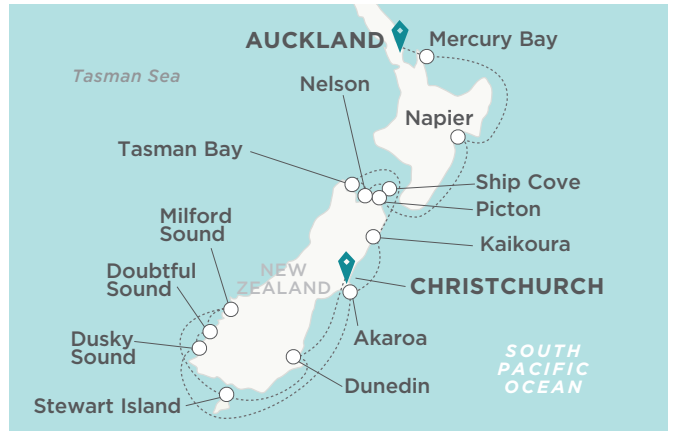 AUCKLAND
Mercury Bay
Tasman Sea
Nelson
Napier
Tasman Bay
Ship Cove
Picton
Milford
Sound
Kaikoura
Doubtful
Sound
NEW
ZEALAND
CHRISTCHURCH
Dusky
Sound
Akaroa
SOUTH
PACIFIC
OCEAN
Dunedin
Stewart Island